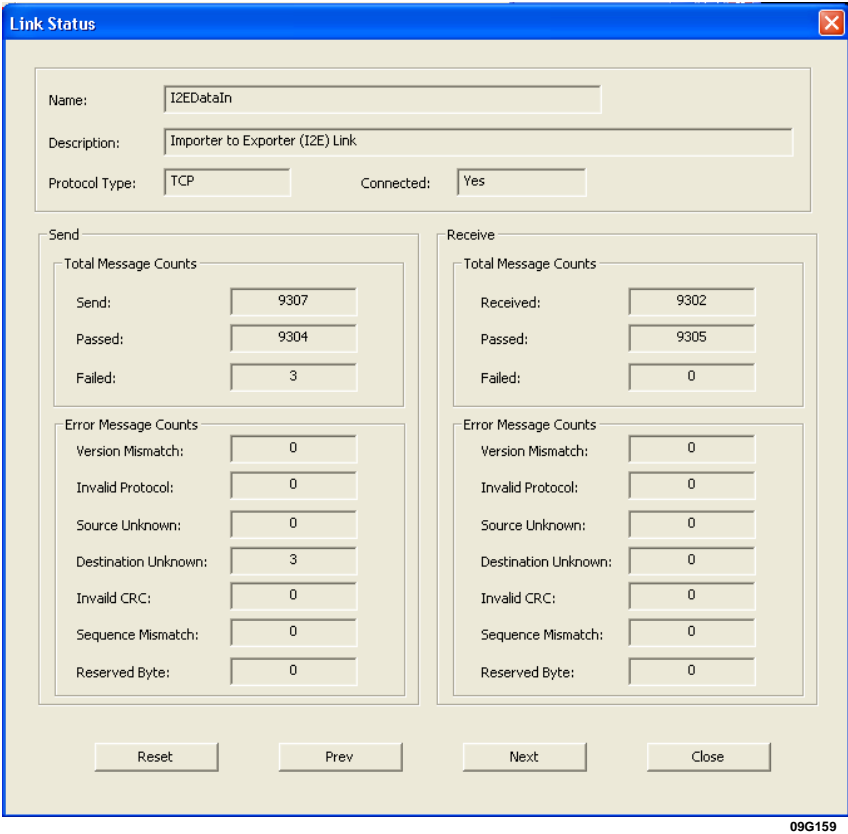 Link Status
Name: I2EDataIn
Description: Importer to Exporter (I2E) Link
Protocol Type: TCP Connected: Yes
Send
Total Message Counts
Send: 9307
Passed: 9304
Failed: 3
Error Message Counts
Version Mismatch: 0
Invalid Protocol: 0
Source Unknown: 0
Destination Unknown: 3
Invaild CRC: 0
Sequence Mismatch: 0
Reserved Byte: 0
Receive
Total Message Counts
Received: 9302
Passed: 9305
Failed: 0
Error Message Counts
Version Mismatch: 0
Invalid Protocol: 0
Source Unknown: 0
Destination Unknown: 0
Invalid CRC: 0
Sequence Mismatch: 0
Reserved Byte: 0
Reset Prev Next Close
09G159